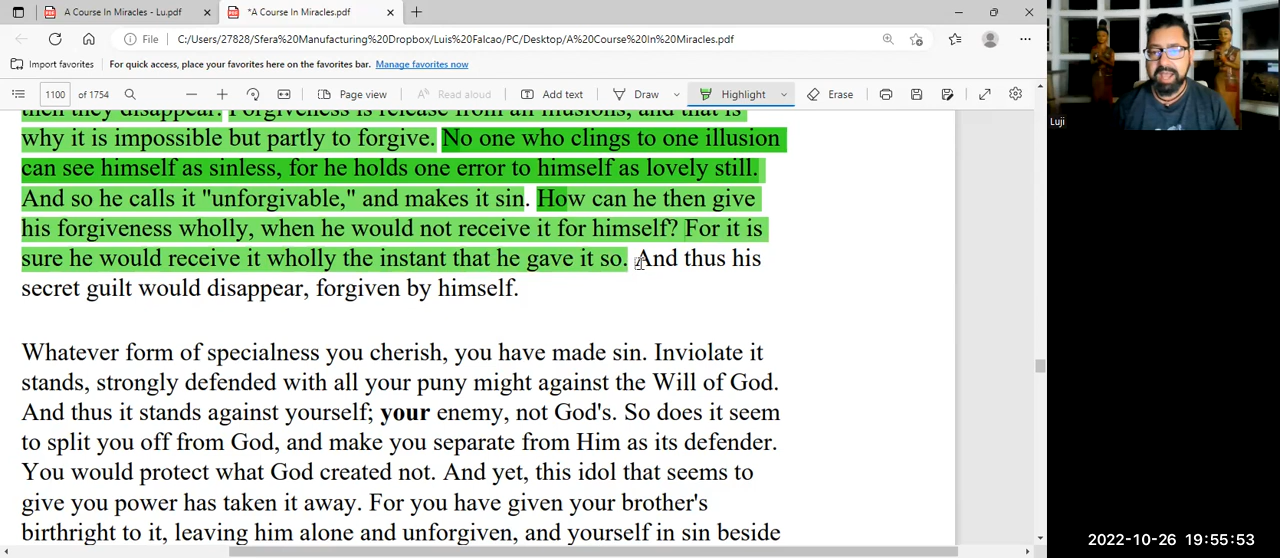 A Course In Miracles - Lu.pdf
*A Course In Miracles.pdf
File
C:/Users/27828/Sfera%20Manufacturing%20Dropbox/Luis%20Falcao/PC/Desktop/A%20Course%20In%20Miracles.pdf
Import favorites
For quick access, place your favorites here on the favorites bar. Manage favorites now
1100 of 1754
Page view
Read aloud
Add text
Draw
Highlight
Erase
then they disappear. Forgiveness is release from all illusions, and that is
why it is impossible but partly to forgive. No one who clings to one illusion
can see himself as sinless, for he holds one error to himself as lovely still.
And so he calls it "unforgivable," and makes it sin. How can he then give
his forgiveness wholly, when he would not receive it for himself? For it is
sure he would receive it wholly the instant that he gave it so. And thus his
secret guilt would disappear, forgiven by himself.
Whatever form of specialness you cherish, you have made sin. Inviolate it
stands, strongly defended with all your puny might against the Will of God.
And thus it stands against yourself; your enemy, not God's. So does it seem
to split you off from God, and make you separate from Him as its defender.
You would protect what God created not. And yet, this idol that seems to
give you power has taken it away. For you have given your brother's
birthright to it, leaving him alone and unforgiven, and yourself in sin beside
Luji
2022-10-26 19:55:53